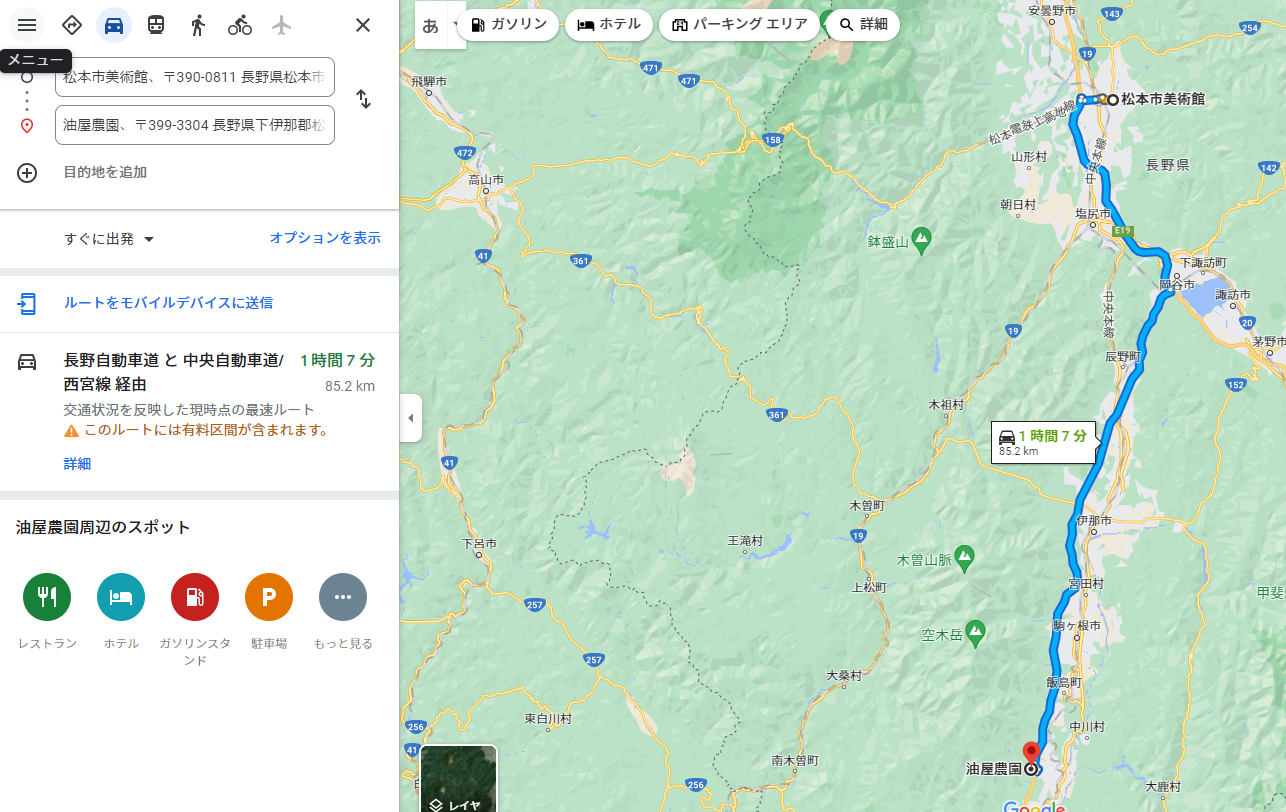 メニュー
松本市美術館、〒390-0811 長野県松本市
油屋農園、〒399-3304 長野県下伊那郡松
目的地を追加
すぐに出発
オプションを表示
ルートをモバイルデバイスに送信
長野自動車道 と 中央自動車道/
西宮線 経由
1 時間 7 分
85.2 km
交通状況を反映した現時点の最速ルート
このルートには有料区間が含まれます。
詳細
油屋農園周辺のスポット
P
レストラン
ホテル
ガソリンスタ
ンド
駐車場
もっと見る
あ
ガソリン
ホテル
パーキング エリア
詳細
安曇野市
143
254
19
471
471
飛騨市
松本市美術館
松本電鉄上高地線
158
472
中央本線
山形村
長野県
142
高山市
朝日村
塩尻市
E19
鉢盛山
41
361
下諏訪町
岡谷市
諏訪市
中央本線
19
20
茅野市
辰野町
152
木祖村
361
1 時間 7 分
85.2 km
41
木曽町
伊那市
19
王滝村
下呂市
木曽山脈
上松町
宮田村
甲斐
257
駒ヶ根市
空木岳
257
大桑村
飯島町
東白川村
256
中川村
41
南木曽町
油屋農園
256
大鹿村
レイヤ
Google